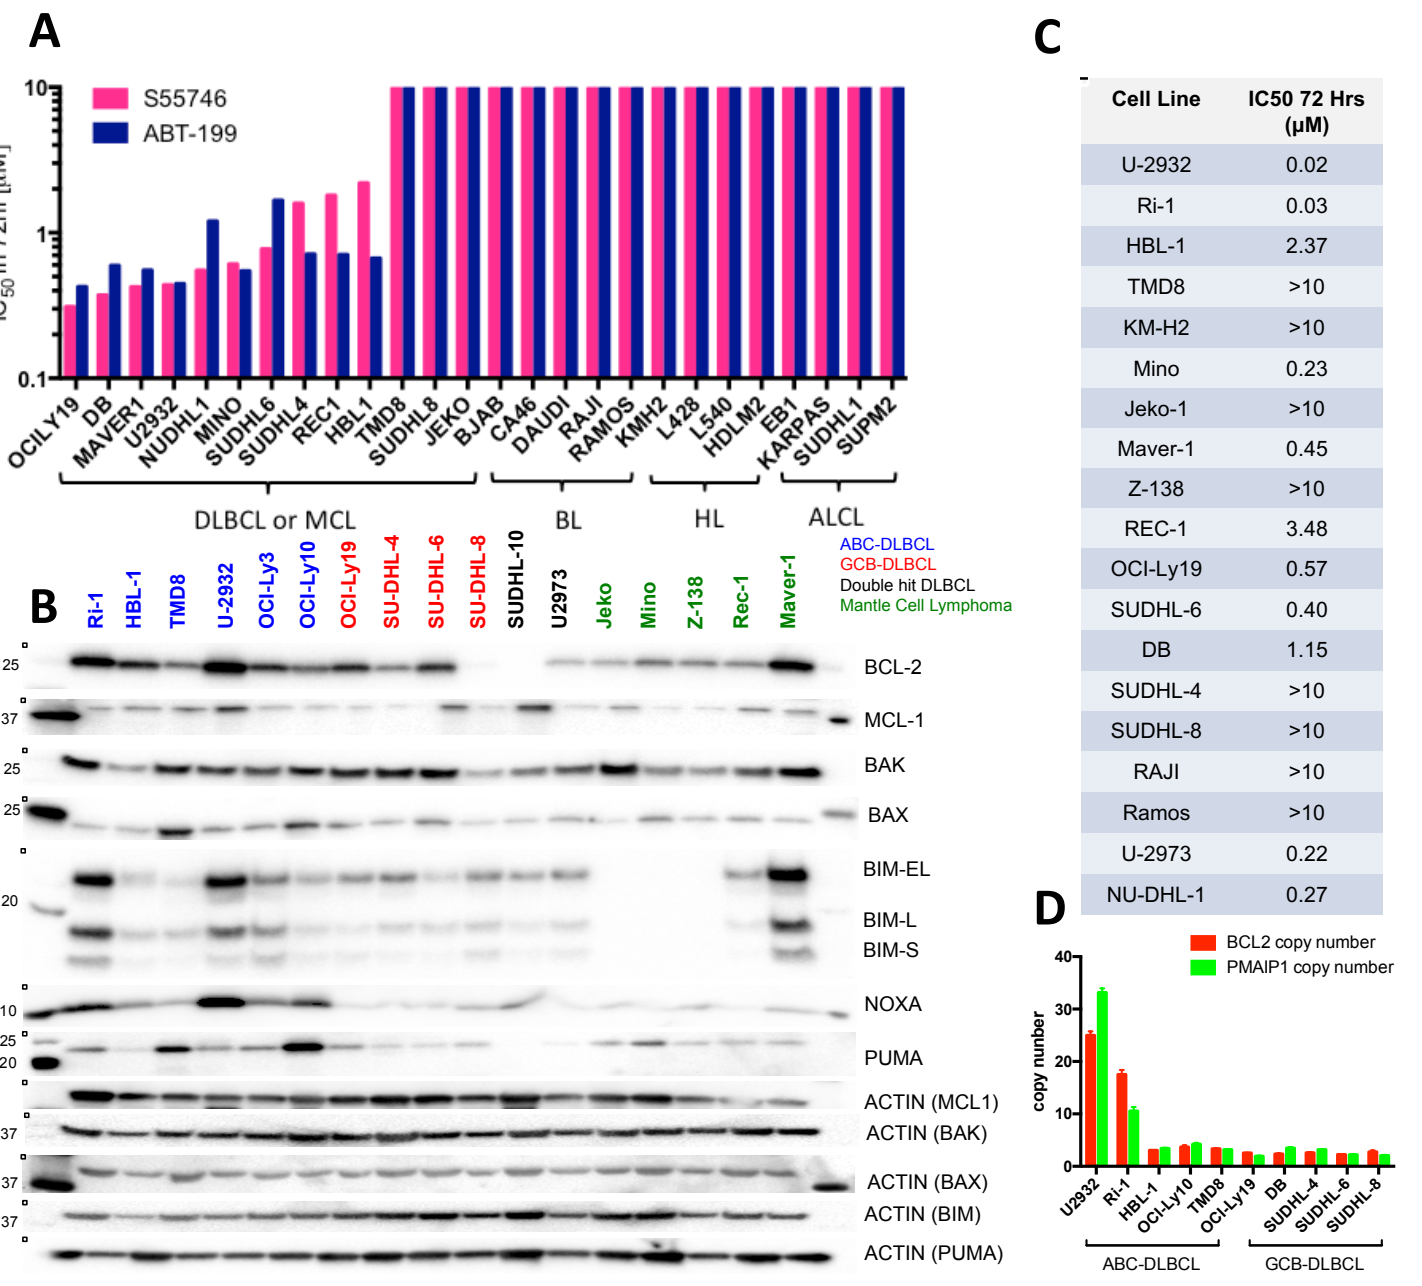 A
10
1
0.1
S55746
ABT-199
OCILY19
DB
MAVER1
U2932
NUDHL1
MINO
SUDHL6
SUDHL4
REC1
HBL1
TMD8
SUDHL8
JEKO
BJAB
CA46
DAUDI
RAJI
RAMOS
KMH2
L428
L540
HDLM2
EB1
KARPAS
SUDHL1
SUPM2
DLBCL or MCL
BL
HL
ALCL
B
Ri-1
HBL-1
TMD8
U-2932
OCI-Ly3
OCI-Ly10
OCI-Ly19
SU-DHL-4
SU-DHL-6
SU-DHL-8
SUDHL-10
U2973
Jeko
Mino
Z-138
Rec-1
Maver-1
ABC-DLBCL
GCB-DLBCL
Double hit DLBCL
Mantle Cell Lymphoma
25
BCL-2
37
MCL-1
25
BAK
25
BAX
BIM-EL
20
BIM-L
BIM-S
10
NOXA
25
20
PUMA
ACTIN (MCL1)
37
ACTIN (BAK)
37
ACTIN (BAX)
37
ACTIN (BIM)
ACTIN (PUMA)
C
Cell Line IC50 72 Hrs
(µM)
U-2932 0.02
Ri-1 0.03
HBL-1 2.37
TMD8 >10
KM-H2 >10
Mino 0.23
Jeko-1 >10
Maver-1 0.45
Z-138 >10
REC-1 3.48
OCI-Ly19 0.57
SUDHL-6 0.40
DB 1.15
SUDHL-4 >10
SUDHL-8 >10
RAJI >10
Ramos >10
U-2973 0.22
NU-DHL-1 0.27
D
BCL2 copy number
PMAIP1 copy number
copy nunber
40
30
20
10
0
U2932
Ri-1
HBL-1
OCI-Ly10
TMD8
OCI-Ly19
DB
SUDHL-4
SUDHL-6
SUDHL-8
ABC-DLBCL
GCB-DLBCL